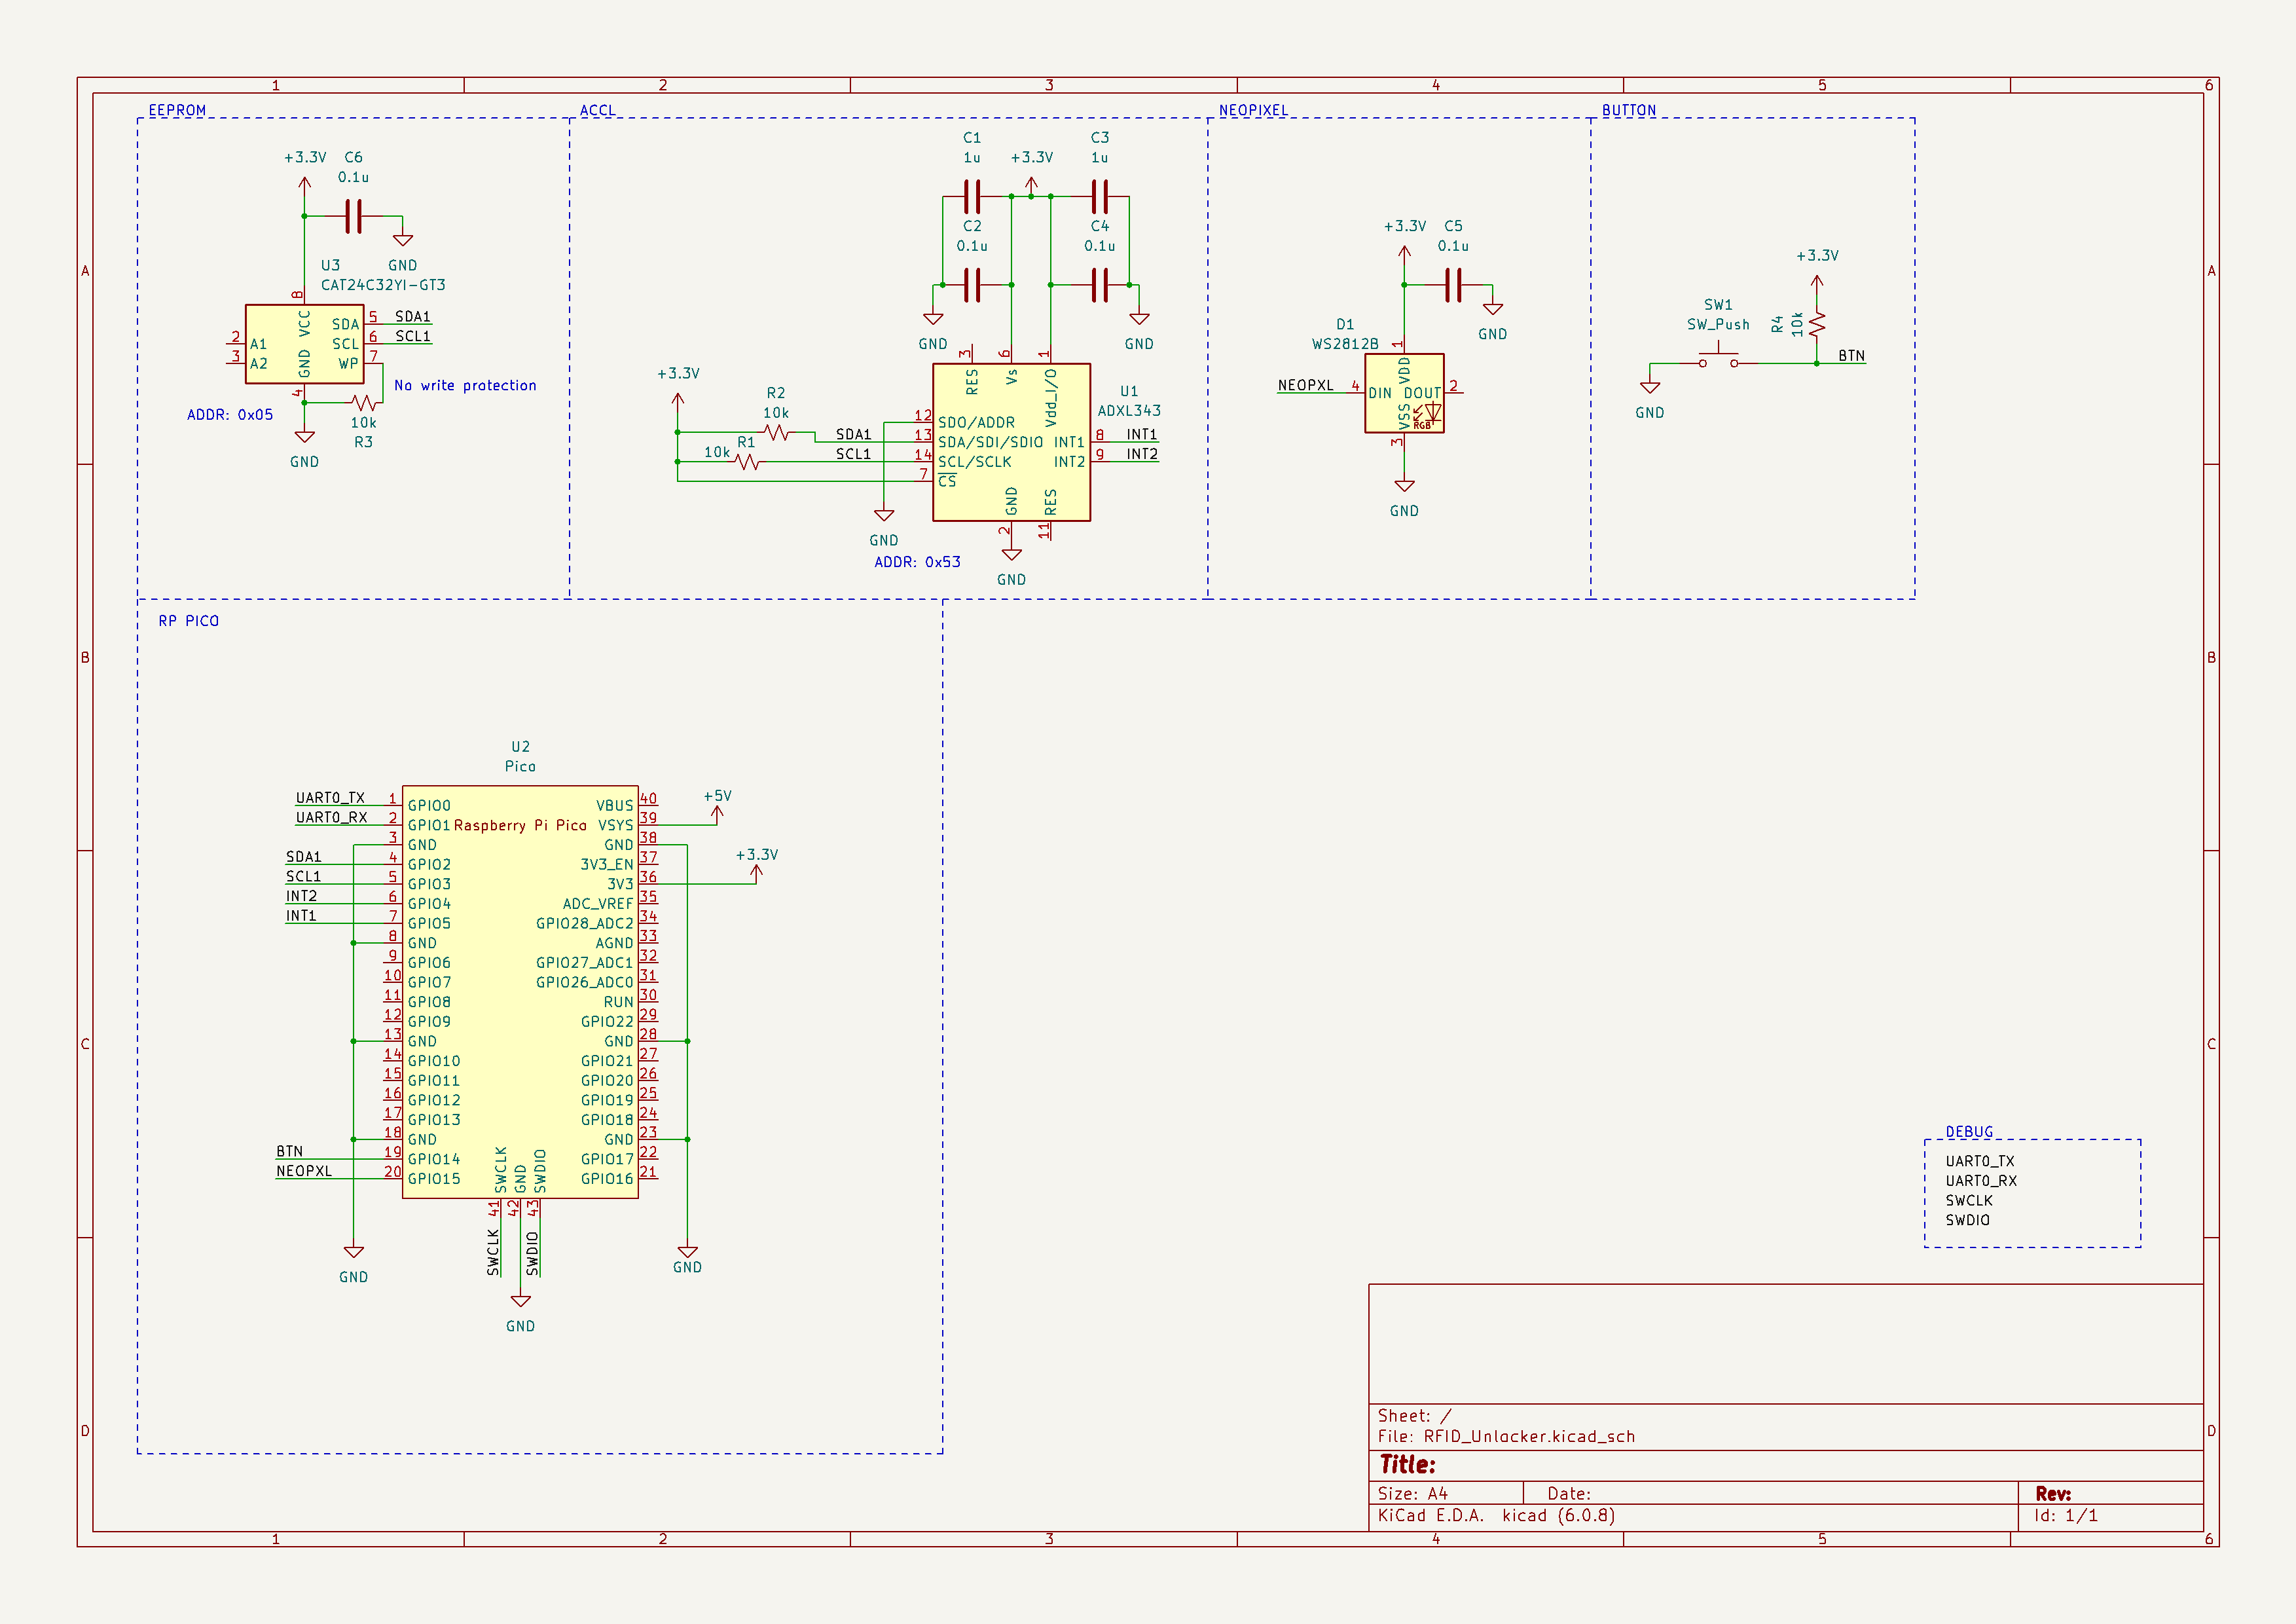 1 2 3 4 5 6
EEPROM
ACCL
NEOPIXEL
BUTTON
A
B
C
D
+3.3V
C6
0.1u
GND
U3
CAT24C32YI-GT3
8
VCC
2 A1
3 A2
GND
4
SDA 5 SDA1
SCL 6 SCL1
WP 7
No write protection
ADDR: 0x05
10k
R3
GND
C1
1u
+3.3V
C3
1u
C2
0.1u
C4
0.1u
GND
GND
+3.3V
R2
10k
R1
10k
SDA1
SCL1
3
RES
6
Vs
1
Vdd_I/O
U1
ADXL343
12 SDO/ADDR
13 SDA/SDI/SDIO
14 SCL/SCLK
7 CS
INT1 8 INT1
INT2 9 INT2
GND
2
RES
11
GND
ADDR: 0x53
GND
+3.3V
C5
0.1u
GND
D1
WS2812B
NEOPXL
4 DIN
1
VDD
DOUT 2
VSS
RGB
3
GND
+3.3V
SW1
SW_Push
R4
10k
BTN
GND
RP PICO
U2
Pico
Raspberry Pi Pico
UART0_TX 1 GPIO0
UART0_RX 2 GPIO1
3 GND
SDA1 4 GPIO2
SCL1 5 GPIO3
INT2 6 GPIO4
INT1 7 GPIO5
8 GND
9 GPIO6
10 GPIO7
11 GPIO8
12 GPIO9
13 GND
14 GPIO10
15 GPIO11
16 GPIO12
17 GPIO13
18 GND
BTN 19 GPIO14
NEOPXL 20 GPIO15
VBUS 40
VSYS 39
+5V
GND 38
3V3_EN 37
3V3 36
+3.3V
ADC_VREF 35
GPIO28_ADC2 34
AGND 33
GPIO27_ADC1 32
GPIO26_ADC0 31
RUN 30
GPIO22 29
GND 28
GPIO21 27
GPIO20 26
GPIO19 25
GPIO18 24
GND 23
GPIO17 22
GPIO16 21
SWCLK
GND
SWDIO
41
42
43
SWCLK
SWDIO
GND
GND
GND
DEBUG
UART0_TX
UART0_RX
SWCLK
SWDIO
Sheet: /
File: RFID_Unlocker.kicad_sch
Title:
Size: A4 Date: Rev:
KiCad E.D.A. kicad (6.0.8) Id: 1/1
A
B
C
D
1 2 3 4 5 6